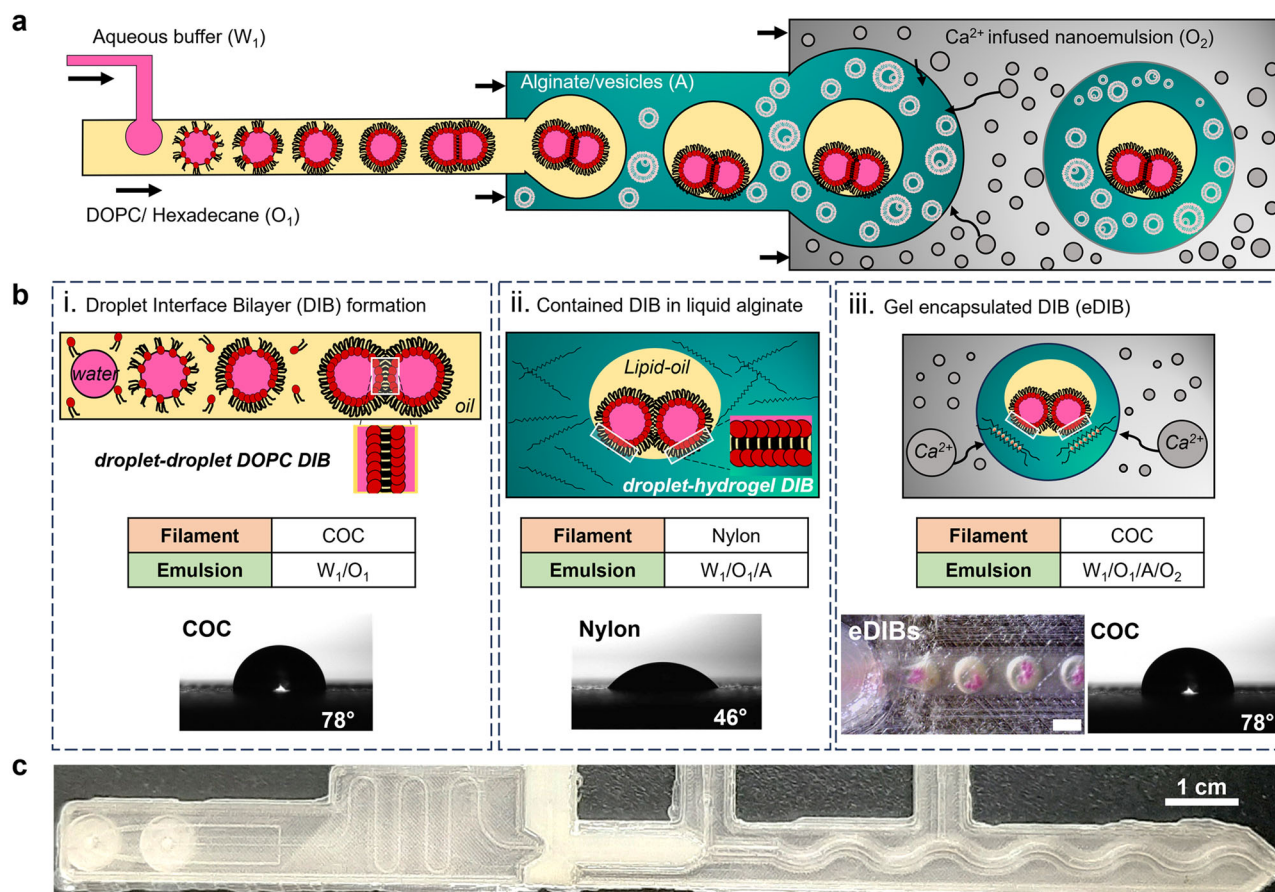 a
Aqueous buffer (W₁)
Ca²⁺ infused nanoemulsion (O₂)
Alginate/vesicles (A)
DOPC/ Hexadecane (O₁)
b
i. Droplet Interface Bilayer (DIB) formation
water
oil
droplet-droplet DOPC DIB
Filament COC
Emulsion W₁/O₁
COC
78°
ii. Contained DIB in liquid alginate
Lipid-oil
droplet-hydrogel DIB
Filament Nylon
Emulsion W₁/O₁/A
Nylon
46°
iii. Gel encapsulated DIB (eDIB)
Ca²⁺
Ca²⁺
Filament COC
Emulsion W₁/O₁/A/O₂
eDIBs
COC
78°
c
1 cm